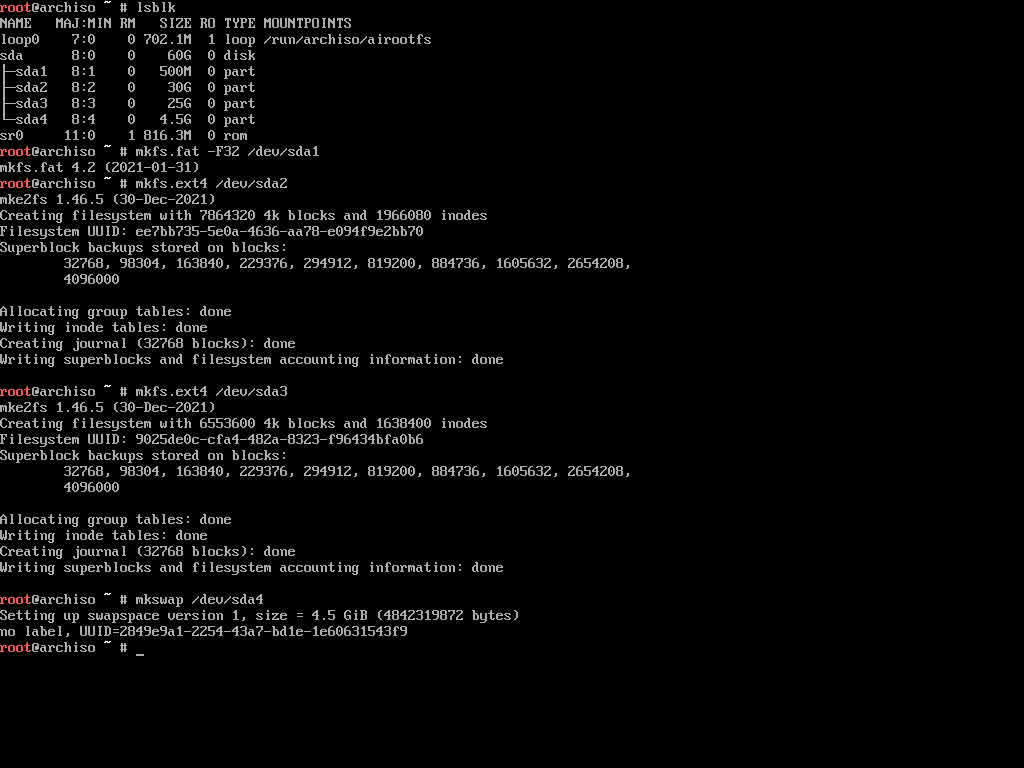 root@archiso ~ # lsblk
NAME   MAJ:MIN RM   SIZE RO TYPE MOUNTPOINTS
loop0    7:0    0 702.1M  1 loop /run/archiso/airootfs
sda      8:0    0    60G  0 disk
├─sda1   8:1    0   500M  0 part
├─sda2   8:2    0    30G  0 part
├─sda3   8:3    0    25G  0 part
└─sda4   8:4    0   4.5G  0 part
sr0     11:0    1 816.3M  0 rom
root@archiso ~ # mkfs.fat -F32 /dev/sda1
mkfs.fat 4.2 (2021-01-31)
root@archiso ~ # mkfs.ext4 /dev/sda2
mke2fs 1.46.5 (30-Dec-2021)
Creating filesystem with 7864320 4k blocks and 1966080 inodes
Filesystem UUID: ee7bb735-5e0a-4636-aa78-e094f9e2bb70
Superblock backups stored on blocks:
        32768, 98304, 163840, 229376, 294912, 819200, 884736, 1605632, 2654208,
        4096000
Allocating group tables: done
Writing inode tables: done
Creating journal (32768 blocks): done
Writing superblocks and filesystem accounting information: done
root@archiso ~ # mkfs.ext4 /dev/sda3
mke2fs 1.46.5 (30-Dec-2021)
Creating filesystem with 6553600 4k blocks and 1638400 inodes
Filesystem UUID: 9025de0c-cfa4-482a-8323-f96434bfa0b6
Superblock backups stored on blocks:
        32768, 98304, 163840, 229376, 294912, 819200, 884736, 1605632, 2654208,
        4096000
Allocating group tables: done
Writing inode tables: done
Creating journal (32768 blocks): done
Writing superblocks and filesystem accounting information: done
root@archiso ~ # mkswap /dev/sda4
Setting up swapspace version 1, size = 4.5 GiB (4842319872 bytes)
no label, UUID=2849e9a1-2254-43a7-bd1e-1e60631543f9
root@archiso ~ # _